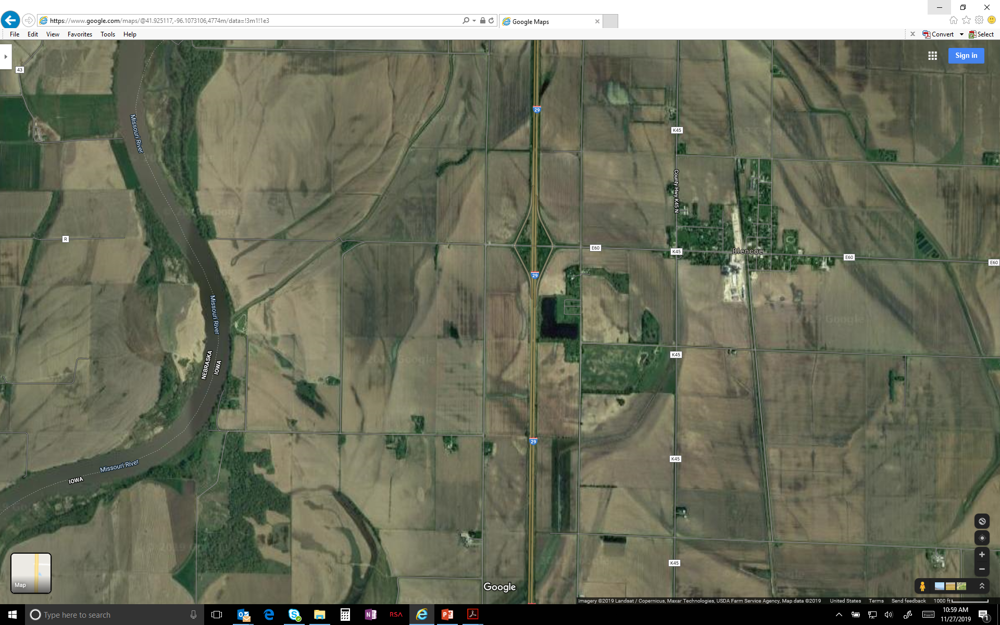 https://www.google.com/maps/@41.925117,-96.1073106,4774m/data=!3m1!1e3
Google Maps
File Edit View Favorites Tools Help
Convert Select
Sign in
43
29
Missouri River
K45
County Hwy K45 N
R
E60
K45
Blencoe
E60
E60
29
Missouri River
NEBRASKA
IOWA
K45
29
K45
Missouri River
IOWA
K45
Map
Google
Imagery ©2019 Landsat / Copernicus, Maxar Technologies, USDA Farm Service Agency, Map data ©2019 United States Terms Send feedback 1000 ft
Type here to search
RSA
10:59 AM
11/27/2019
1